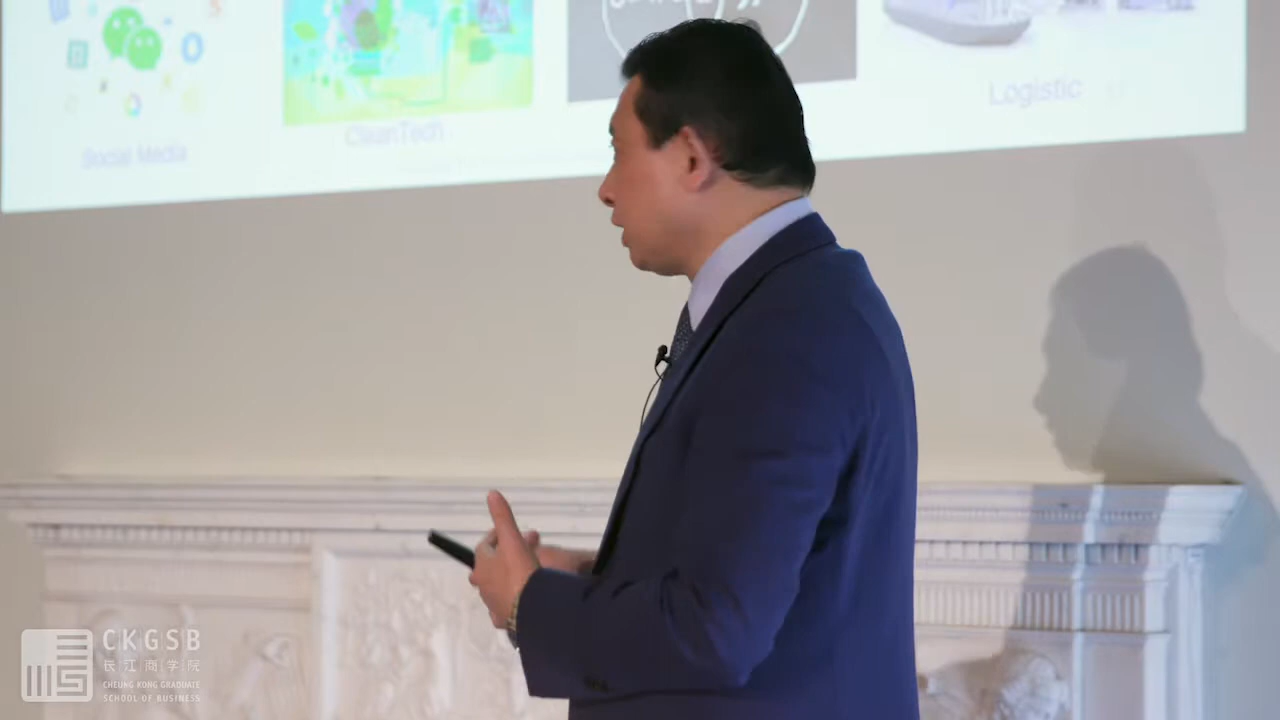 Social Media
CleanTech
Logistic
CKGSB
长江商学院
CHEUNG KONG GRADUATE
SCHOOL OF BUSINESS